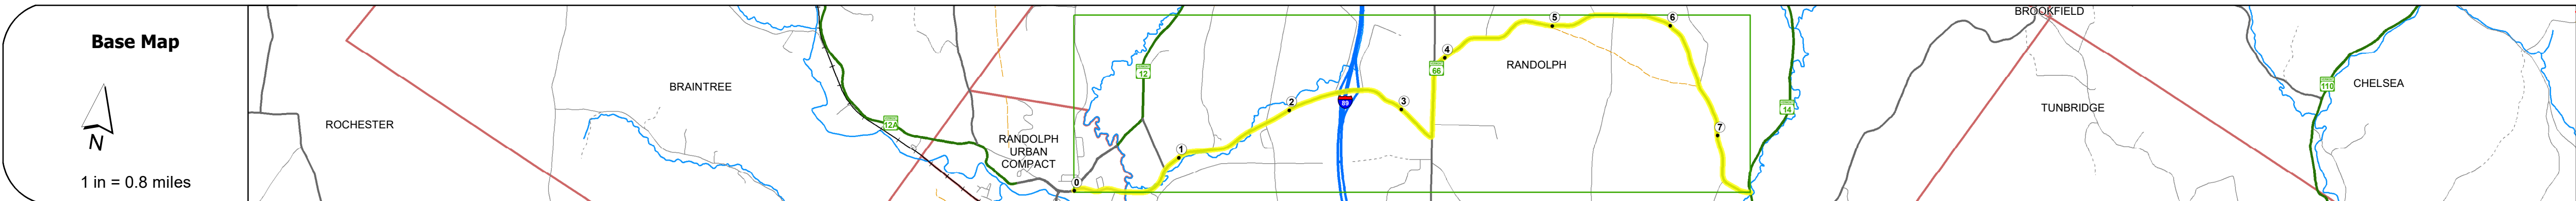 Base Map
N
1 in = 0.8 miles
ROCHESTER
BRAINTREE
12A
RANDOLPH
URBAN
COMPACT
0
12
1
2
89
3
66
4
5
RANDOLPH
6
7
14
BROOKFIELD
TUNBRIDGE
110
CHELSEA